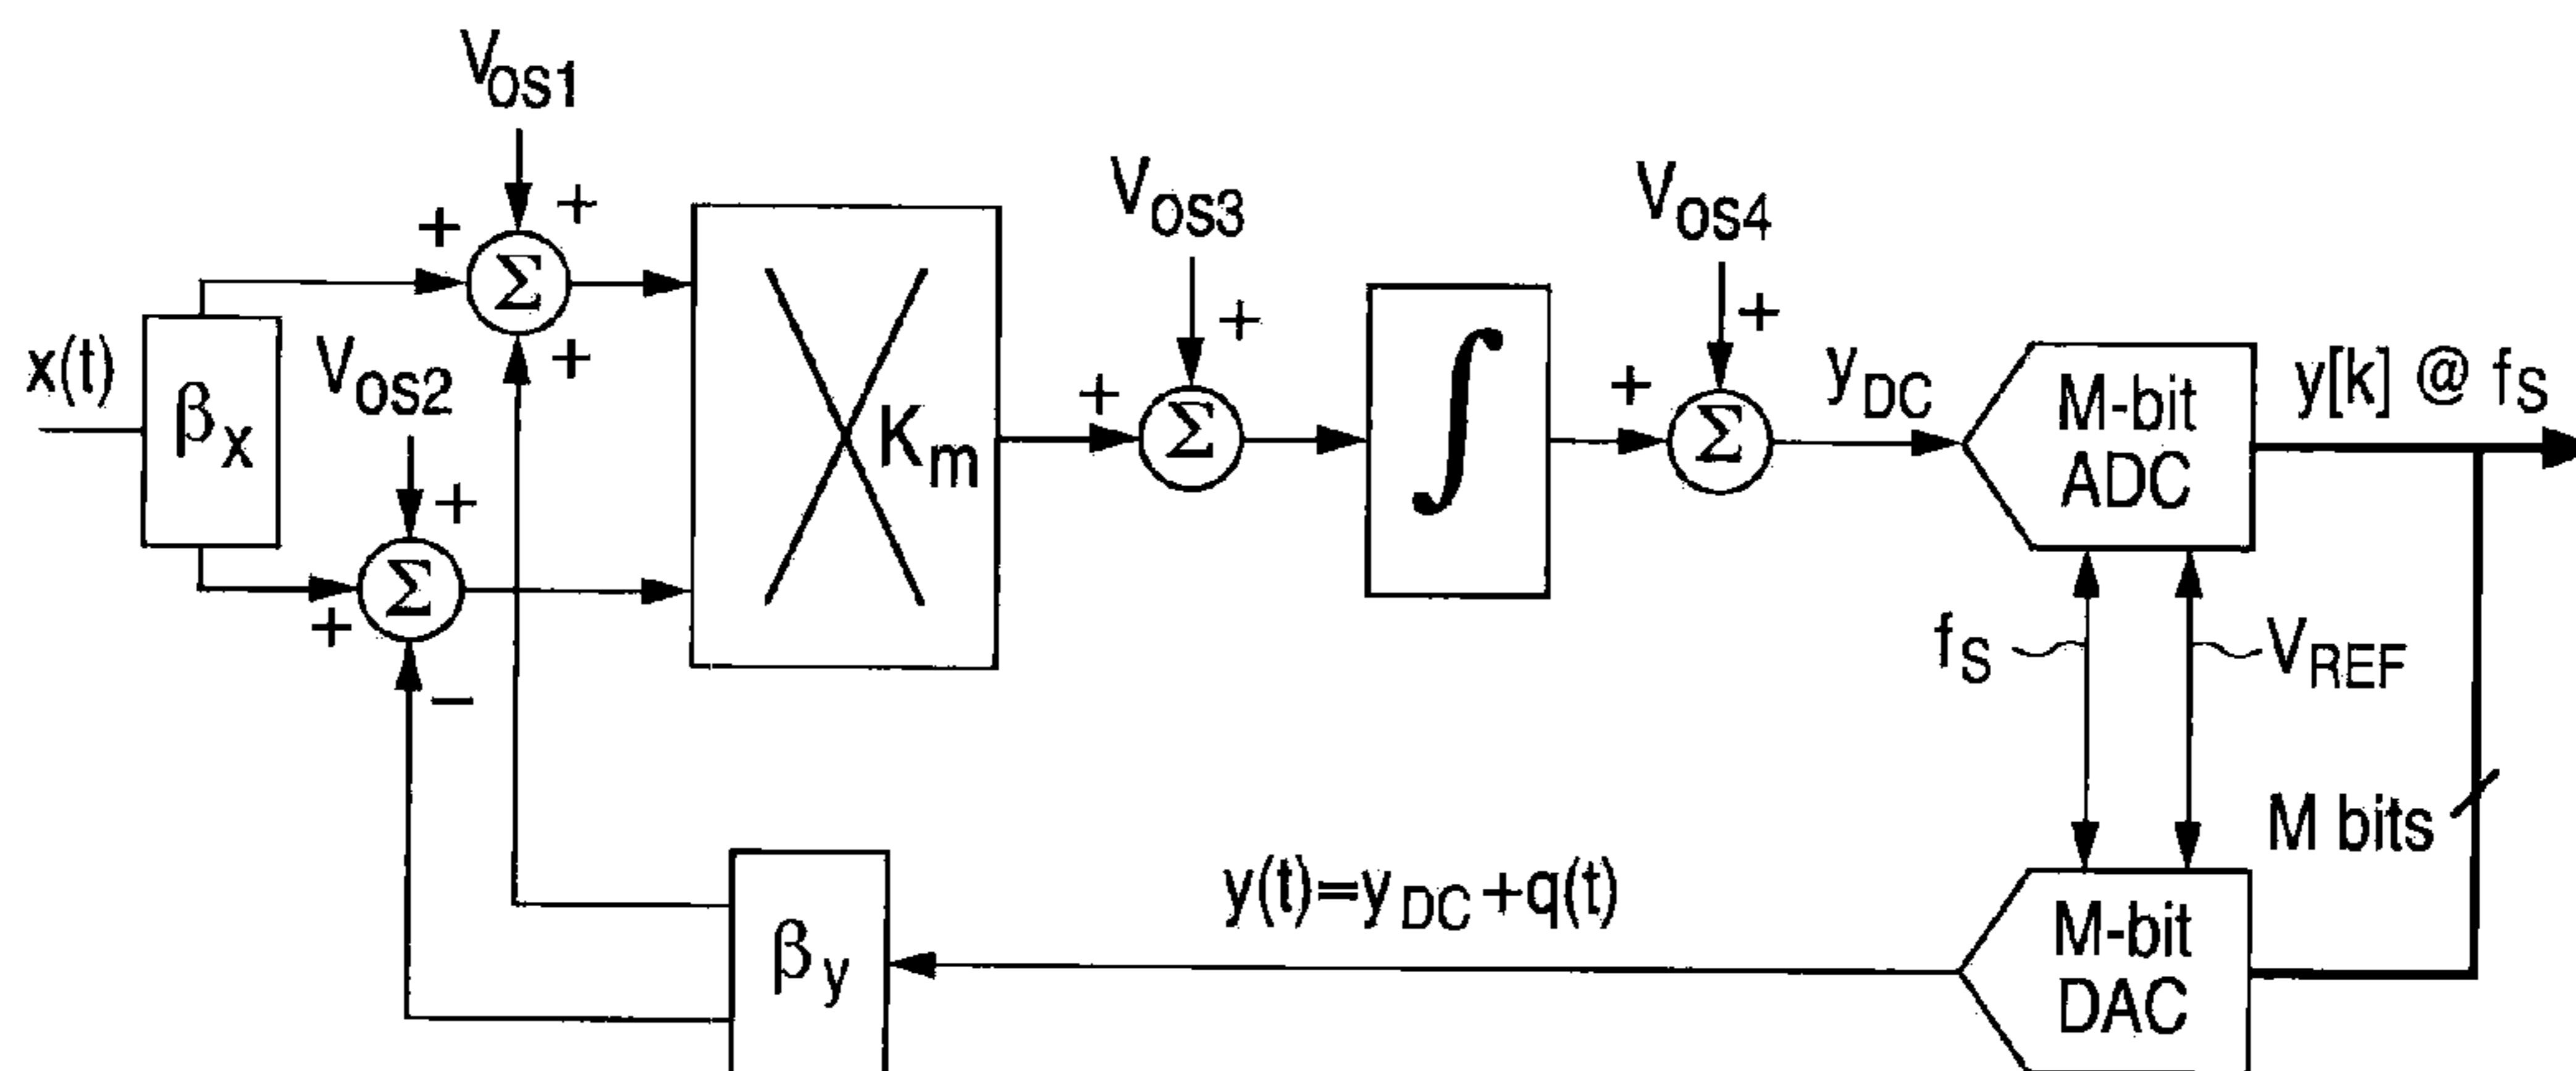 V_OS1
V_OS3
V_OS4
x(t)
β_x
V_OS2
+
+
+
+
+
-
Σ
Σ
K_m
+
+
Σ
∫
+
+
Σ
y_DC
M-bit
ADC
y[k] @ f_S
f_S
V_REF
M bits
y(t)=y_DC+q(t)
β_y
M-bit
DAC